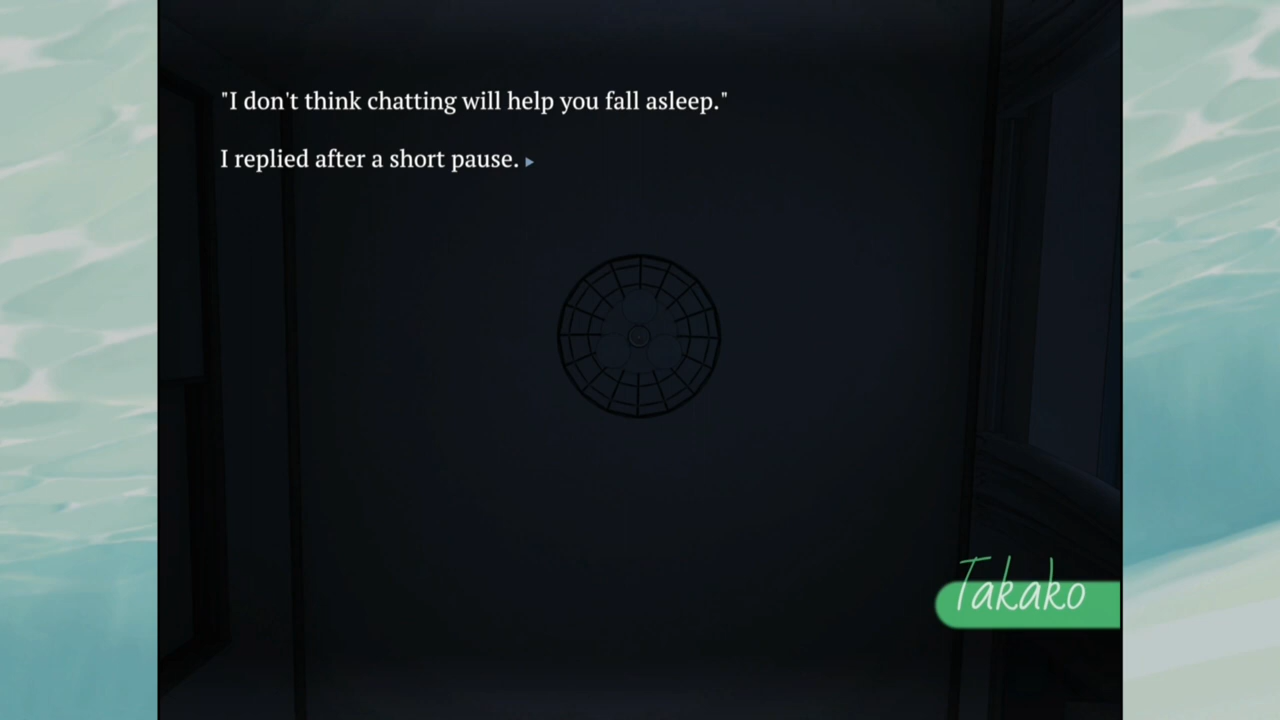 "I don't think chatting will help you fall asleep."
I replied after a short pause.
Takako